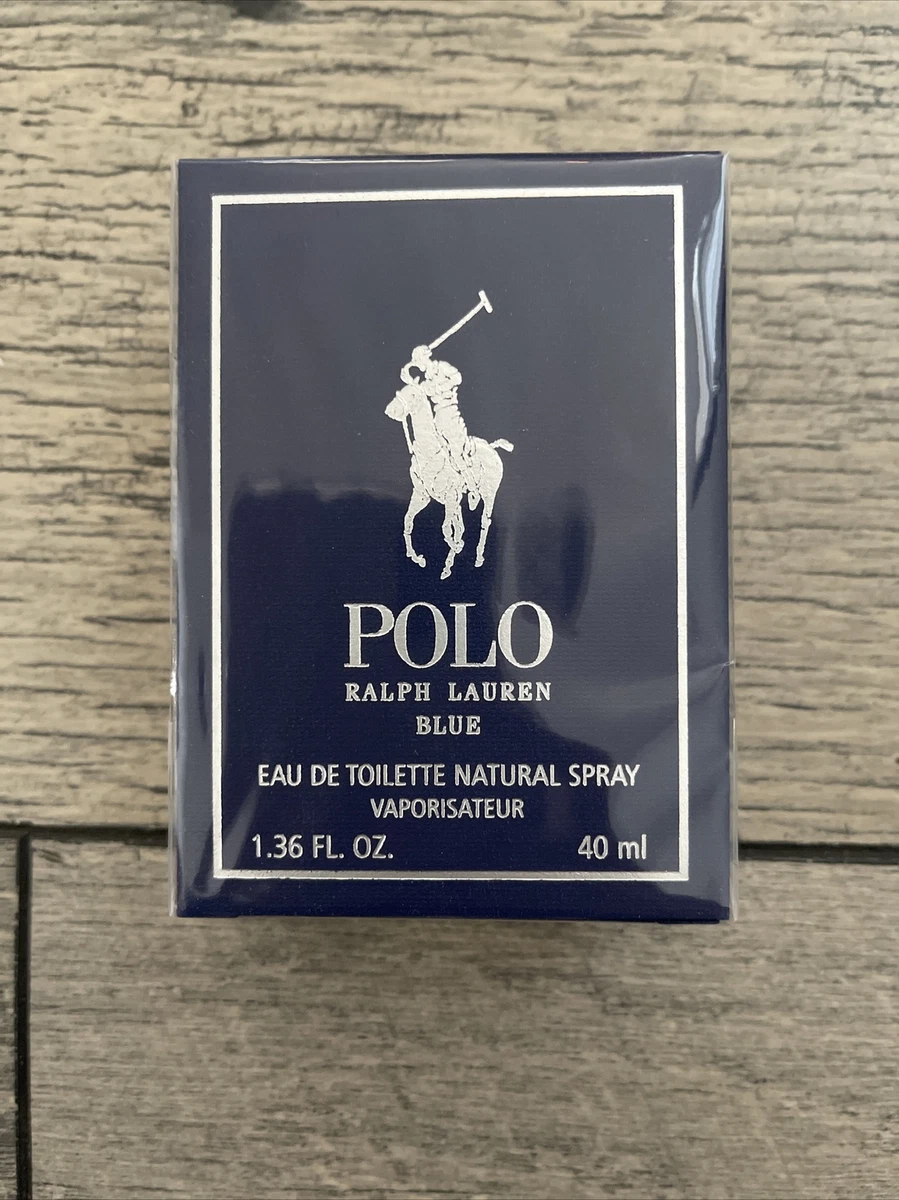 POLO
RALPH LAUREN
BLUE
EAU DE TOILETTE NATURAL SPRAY
VAPORISATEUR
1.36 FL. OZ. 40 ml